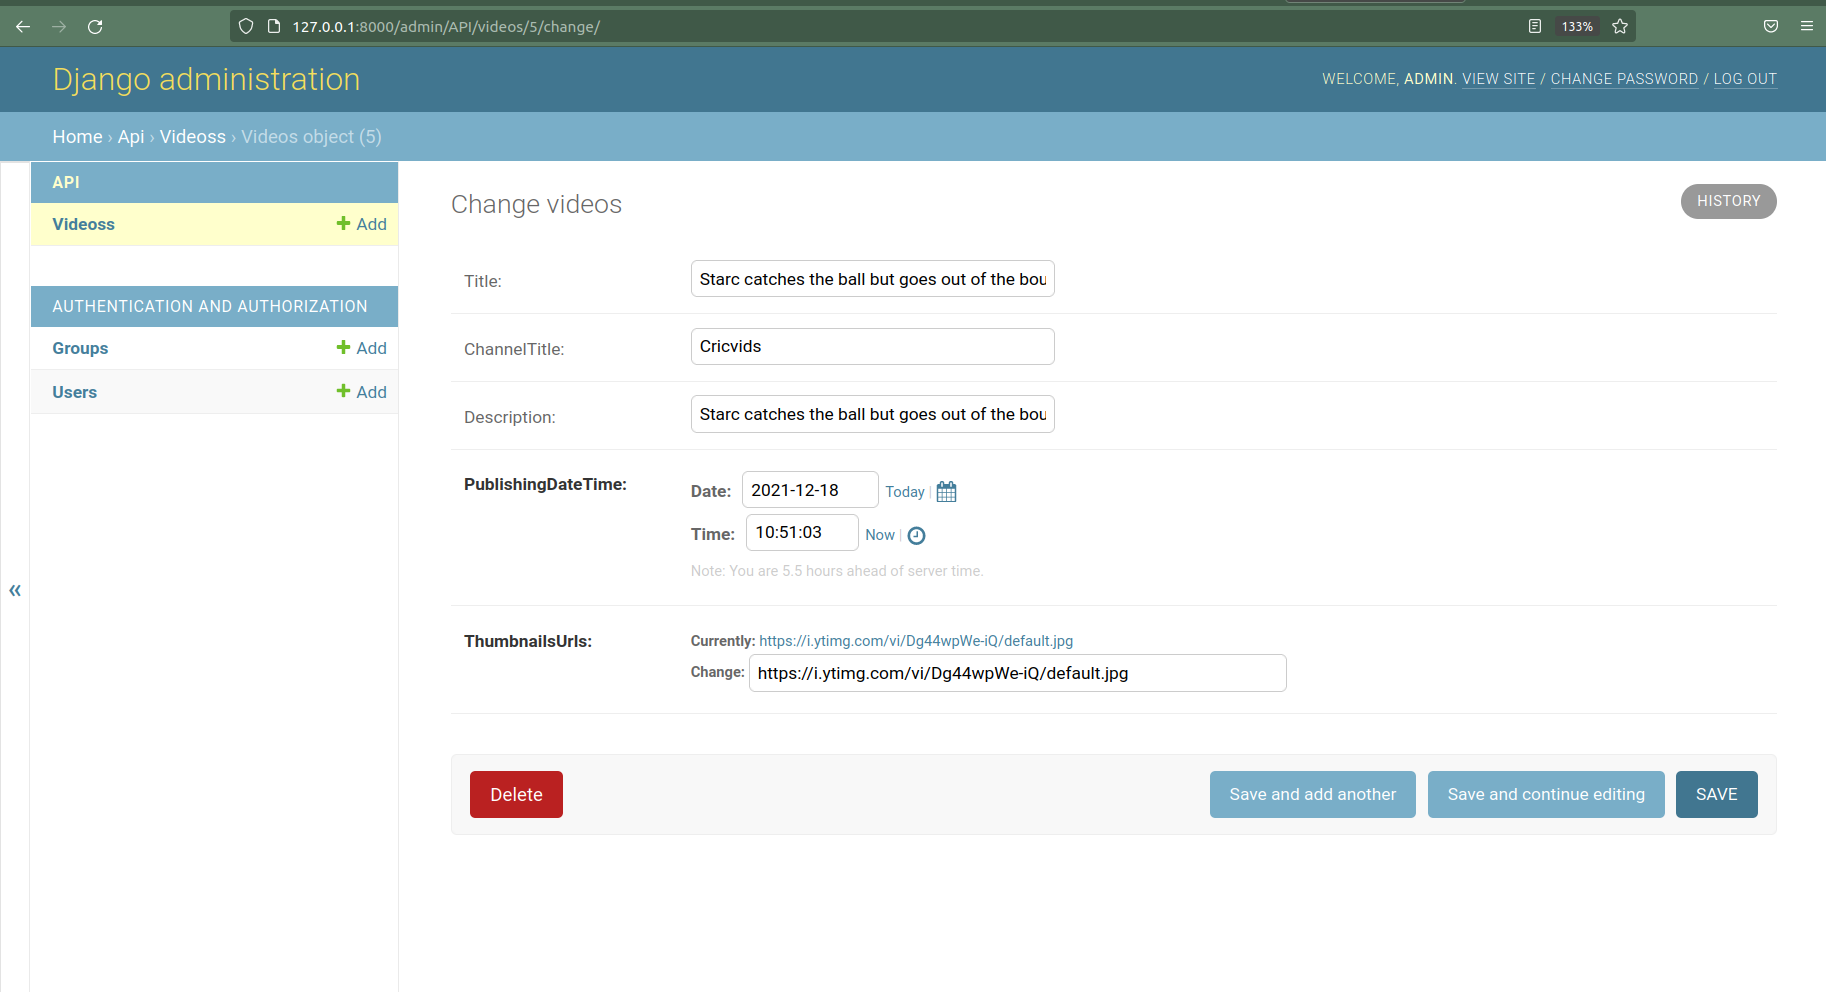 127.0.0.1:8000/admin/API/videos/5/change/
133%
Django administration
WELCOME, ADMIN. VIEW SITE / CHANGE PASSWORD / LOG OUT
Home › Api › Videoss › Videos object (5)
API
Videoss
Add
AUTHENTICATION AND AUTHORIZATION
Groups
Add
Users
Add
«
Change videos
HISTORY
Title:
Starc catches the ball but goes out of the bou
ChannelTitle:
Cricvids
Description:
Starc catches the ball but goes out of the bou
PublishingDateTime:
Date: 2021-12-18 Today |
Time: 10:51:03 Now |
Note: You are 5.5 hours ahead of server time.
ThumbnailsUrls:
Currently: https://i.ytimg.com/vi/Dg44wpWe-iQ/default.jpg
Change: https://i.ytimg.com/vi/Dg44wpWe-iQ/default.jpg
Delete
Save and add another
Save and continue editing
SAVE